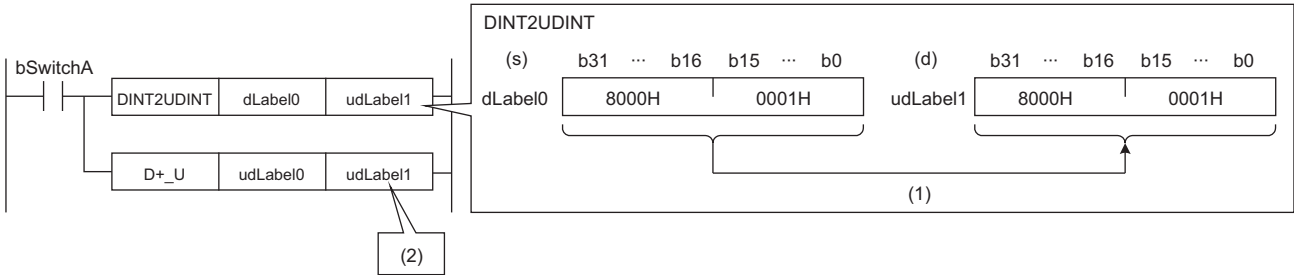 DINT2UDINT
bSwitchA
(s) b31 ... b16 b15 ... b0 (d) b31 ... b16 b15 ... b0
DINT2UDINT dLabel0 udLabel1
dLabel0 8000H 0001H udLabel1 8000H 0001H
D+_U udLabel0 udLabel1
(1)
(2)